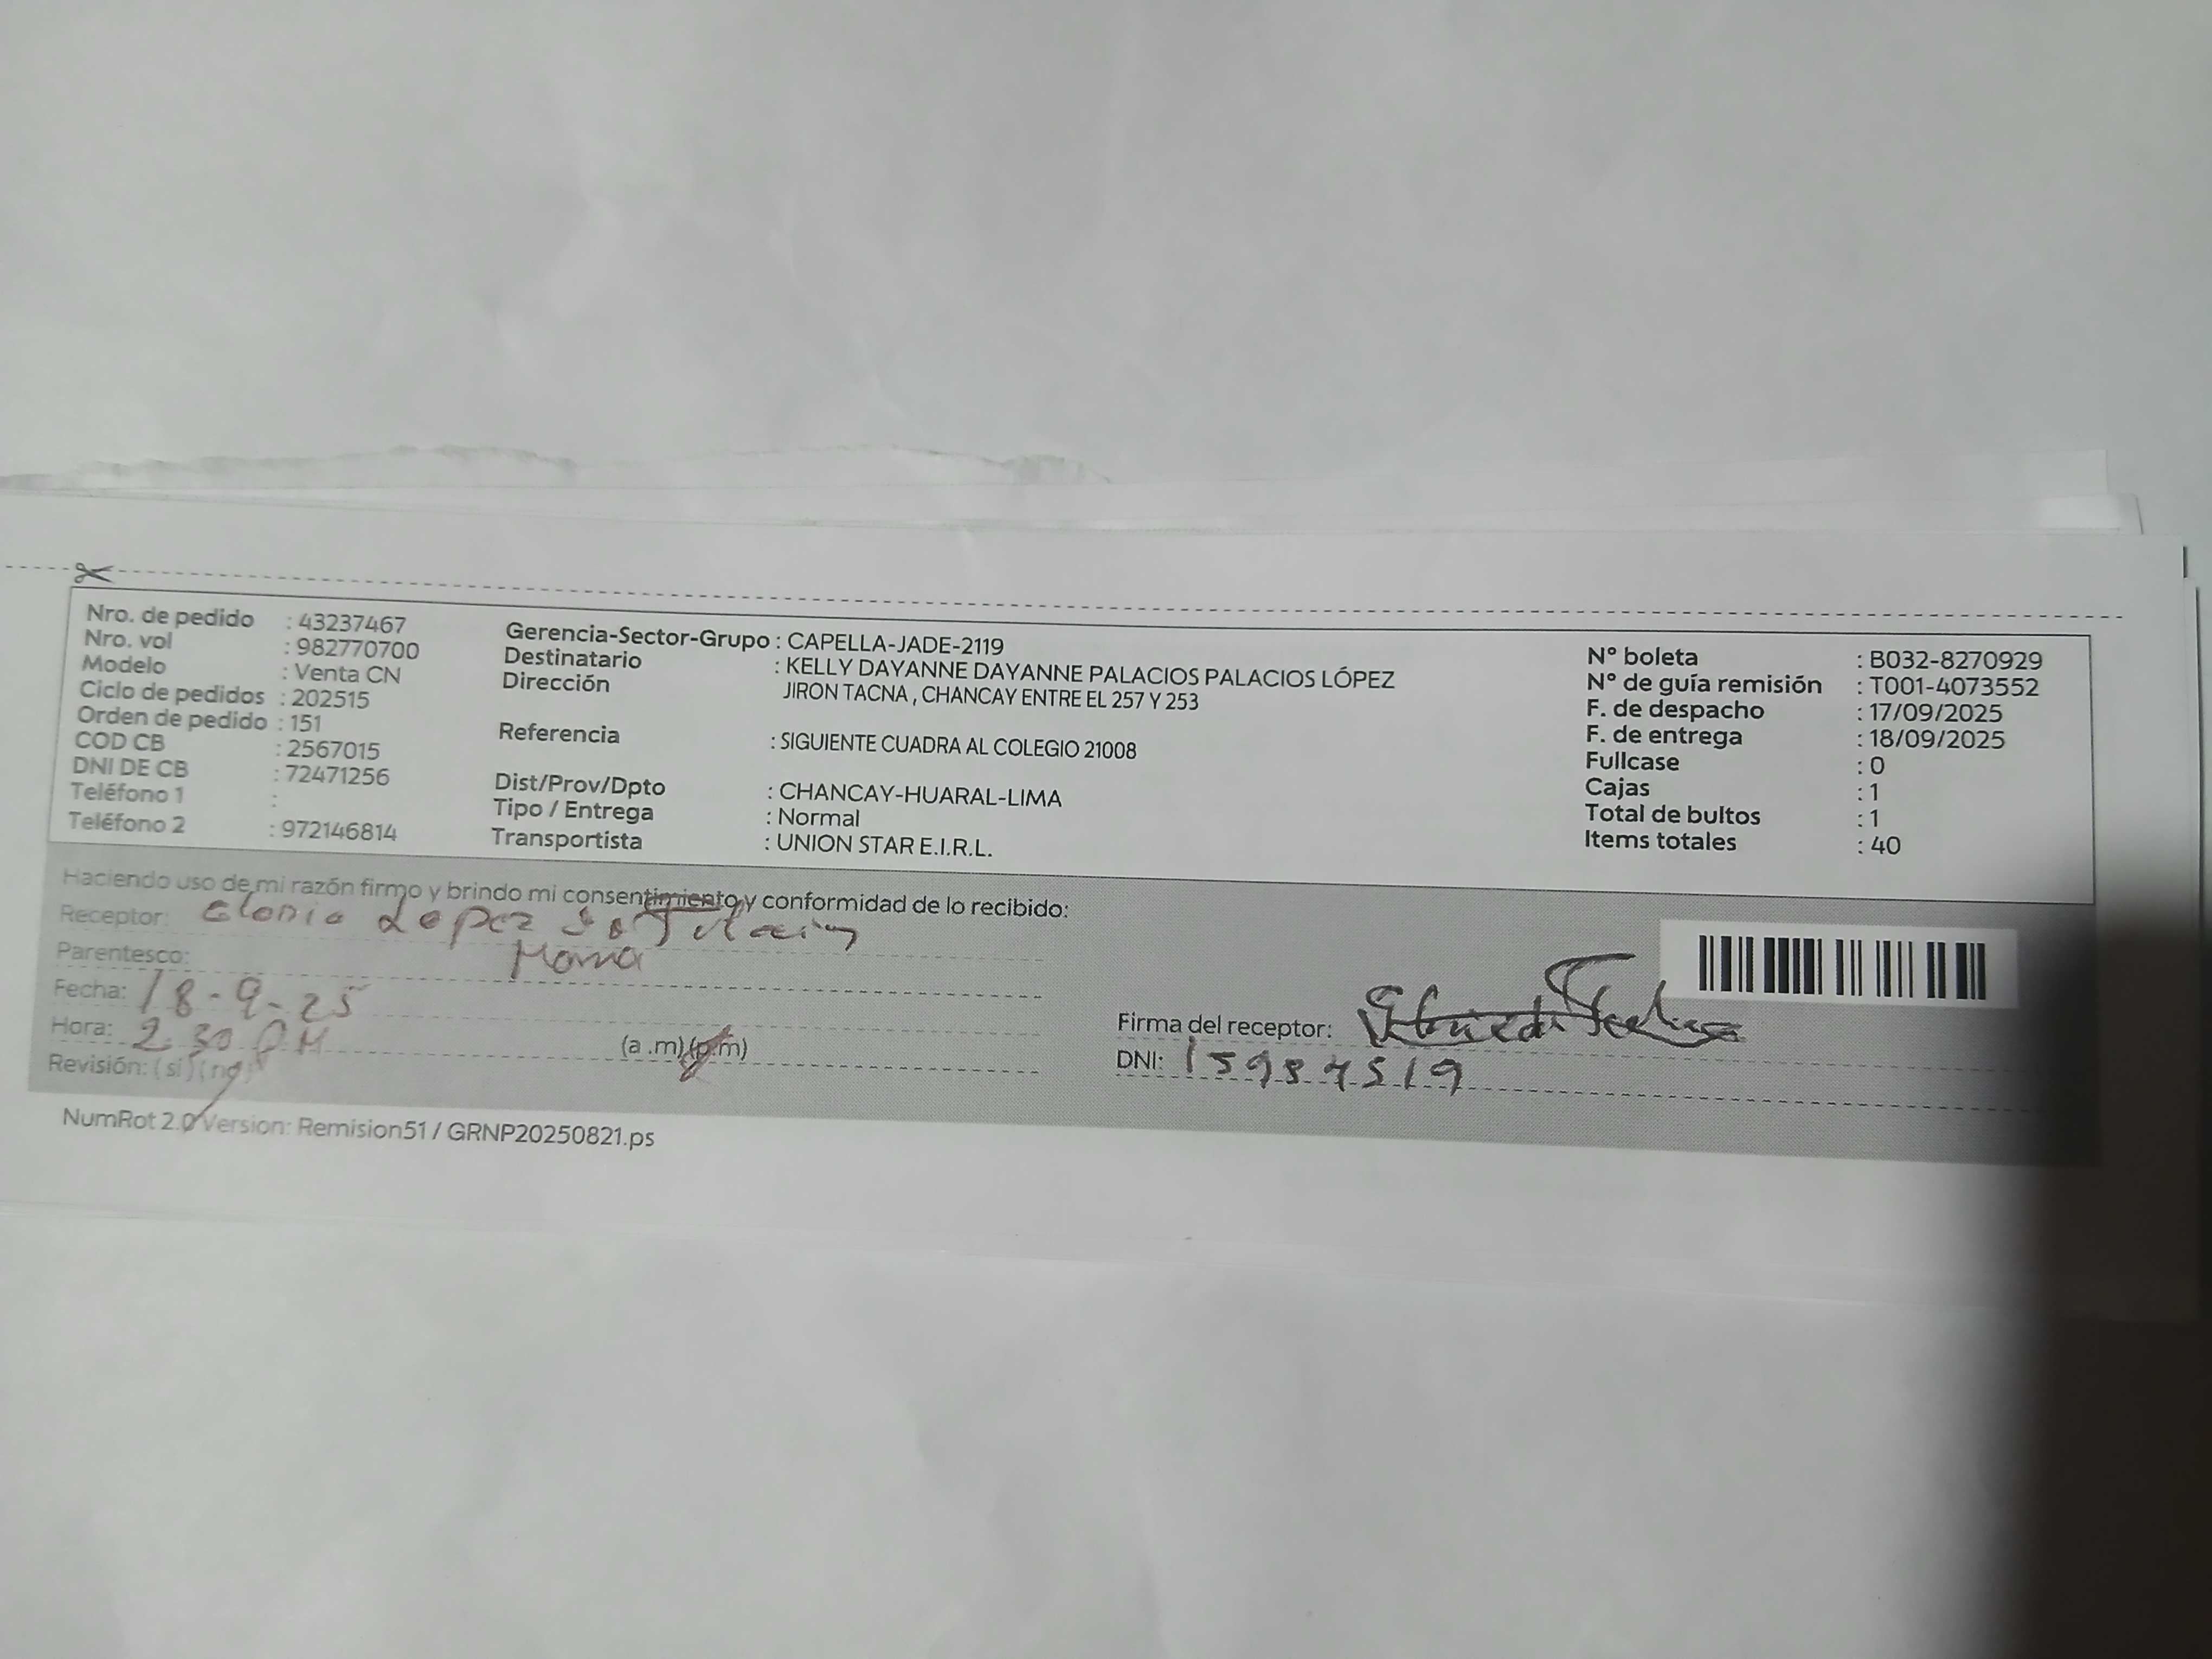 Nro. de pedido : 43237467
Nro. vol : 982770700
Modelo : Venta CN
Ciclo de pedidos : 202515
Orden de pedido : 151
COD CB : 2567015
DNI DE CB : 72471256
Teléfono 1 :
Teléfono 2 : 972146814
Gerencia-Sector-Grupo : CAPELLA-JADE-2119
Destinatario : KELLY DAYANNE DAYANNE PALACIOS PALACIOS LÓPEZ
Dirección JIRON TACNA , CHANCAY ENTRE EL 257 Y 253
Referencia : SIGUIENTE CUADRA AL COLEGIO 21008
Dist/Prov/Dpto : CHANCAY-HUARAL-LIMA
Tipo / Entrega : Normal
Transportista : UNION STAR E.I.R.L.
N° boleta : B032-8270929
N° de guía remisión : T001-4073552
F. de despacho : 17/09/2025
F. de entrega : 18/09/2025
Fullcase : 0
Cajas : 1
Total de bultos : 1
Items totales : 40
Haciendo uso de mi razón firmo y brindo mi consentimiento y conformidad de lo recibido:
Receptor: Lopez
Parentesco: Mama
Fecha: 18-9-25
Hora: 2.30 PM (a .m) (p.m)
Revisión: (si) (no)
Firma del receptor:
DNI:
NumRot 2.0 Version: Remision51 / GRNP20250821.ps